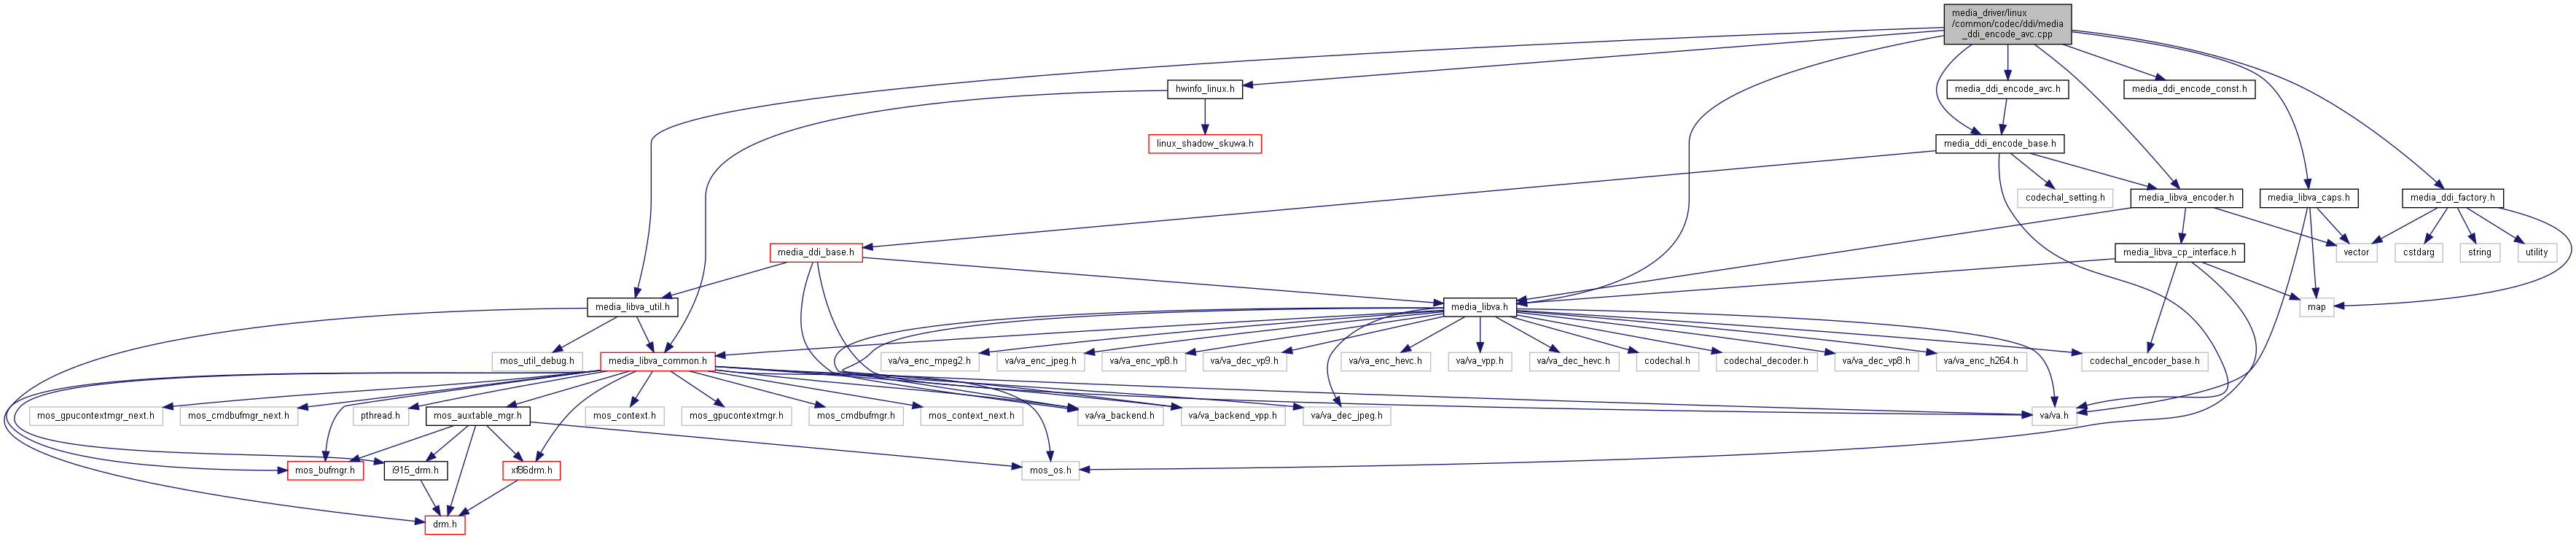 media_driver/linux
/common/codec/ddi/media
_ddi_encode_avc.cpp
hwinfo_linux.h
media_ddi_encode_avc.h
media_ddi_encode_const.h
linux_shadow_skuwa.h
media_ddi_encode_base.h
codechal_setting.h
media_libva_encoder.h
media_libva_caps.h
media_ddi_factory.h
media_ddi_base.h
media_libva_cp_interface.h
vector
cstdarg
string
utility
media_libva_util.h
media_libva.h
map
mos_util_debug.h
media_libva_common.h
va/va_enc_mpeg2.h
va/va_enc_jpeg.h
va/va_enc_vp8.h
va/va_dec_vp9.h
va/va_enc_hevc.h
va/va_vpp.h
va/va_dec_hevc.h
codechal.h
codechal_decoder.h
va/va_dec_vp8.h
va/va_enc_h264.h
codechal_encoder_base.h
mos_gpucontextmgr_next.h
mos_cmdbufmgr_next.h
pthread.h
mos_auxtable_mgr.h
mos_context.h
mos_gpucontextmgr.h
mos_cmdbufmgr.h
mos_context_next.h
va/va_backend.h
va/va_backend_vpp.h
va/va_dec_jpeg.h
va/va.h
mos_bufmgr.h
i915_drm.h
xf86drm.h
mos_os.h
drm.h